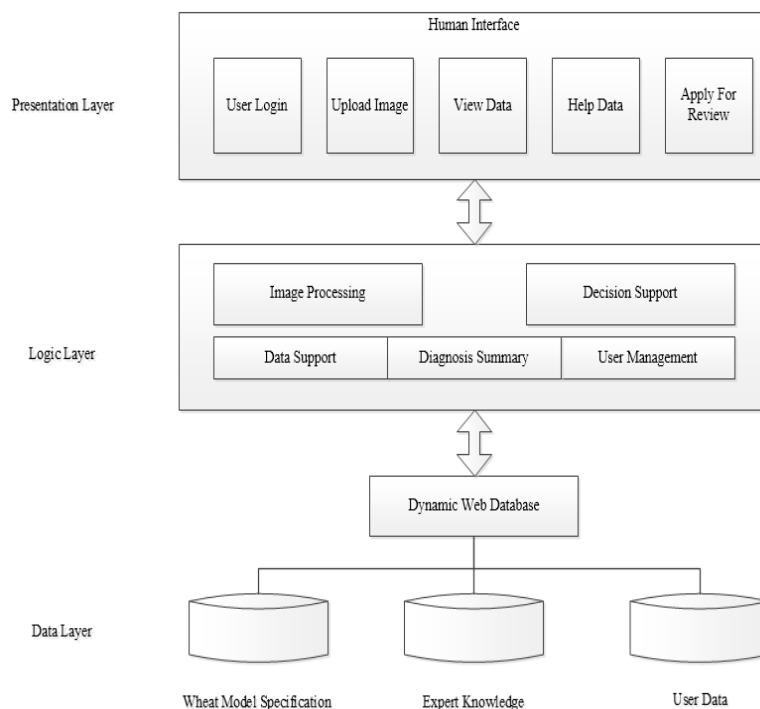 Human Interface
Presentation Layer
User Login
Upload Image
View Data
Help Data
Apply For
Review
Image Processing
Decision Support
Logic Layer
Data Support
Diagnosis Summary
User Management
Dynamic Web Database
Data Layer
Wheat Model Specification
Expert Knowledge
User Data